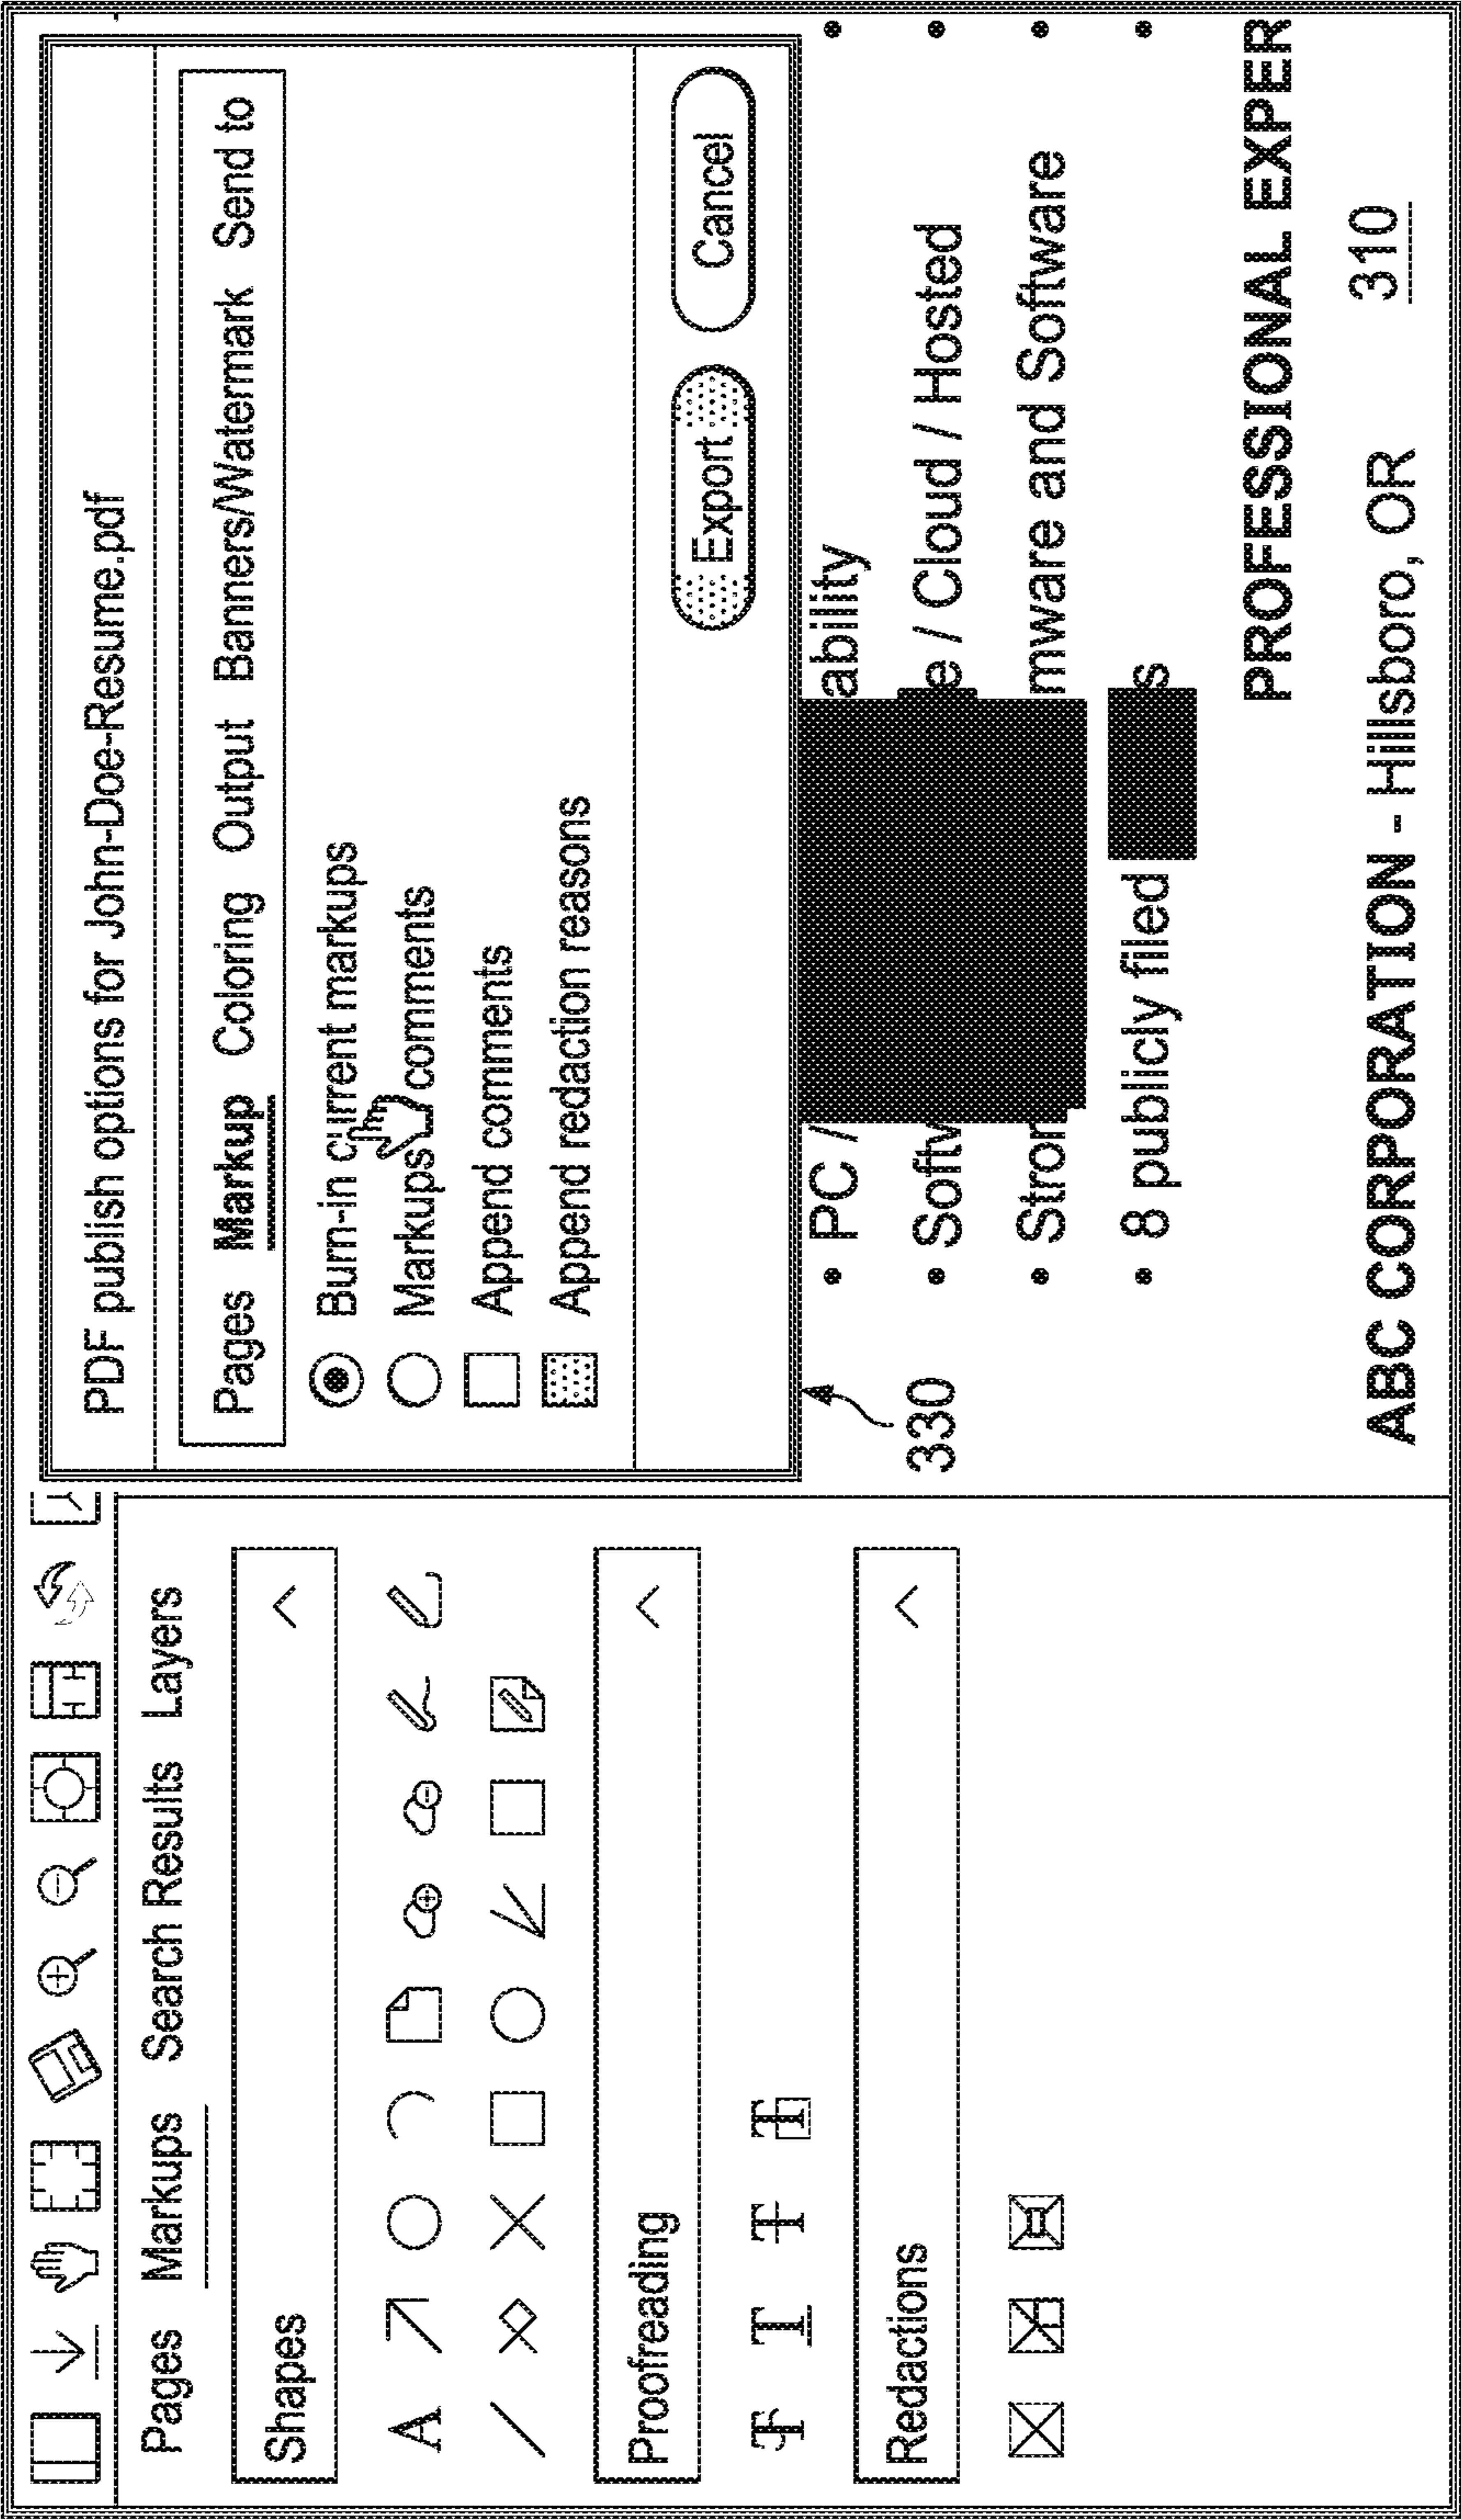 Pages Markups Search Results Layers
Shapes
A
Proofreading
T T T T
Redactions
PDF publish options for John-Doe-Resume.pdf
Pages Markup Coloring Output Banners/Watermark Send to
Burn-in current markups
Markups comments
Append comments
Append redaction reasons
Export Cancel
330
• PC / ability •
• Softw e / Cloud / Hosted •
• Stron mware and Software •
• 8 publicly filed s •
PROFESSIONAL EXPER
ABC CORPORATION - Hillsboro, OR 310